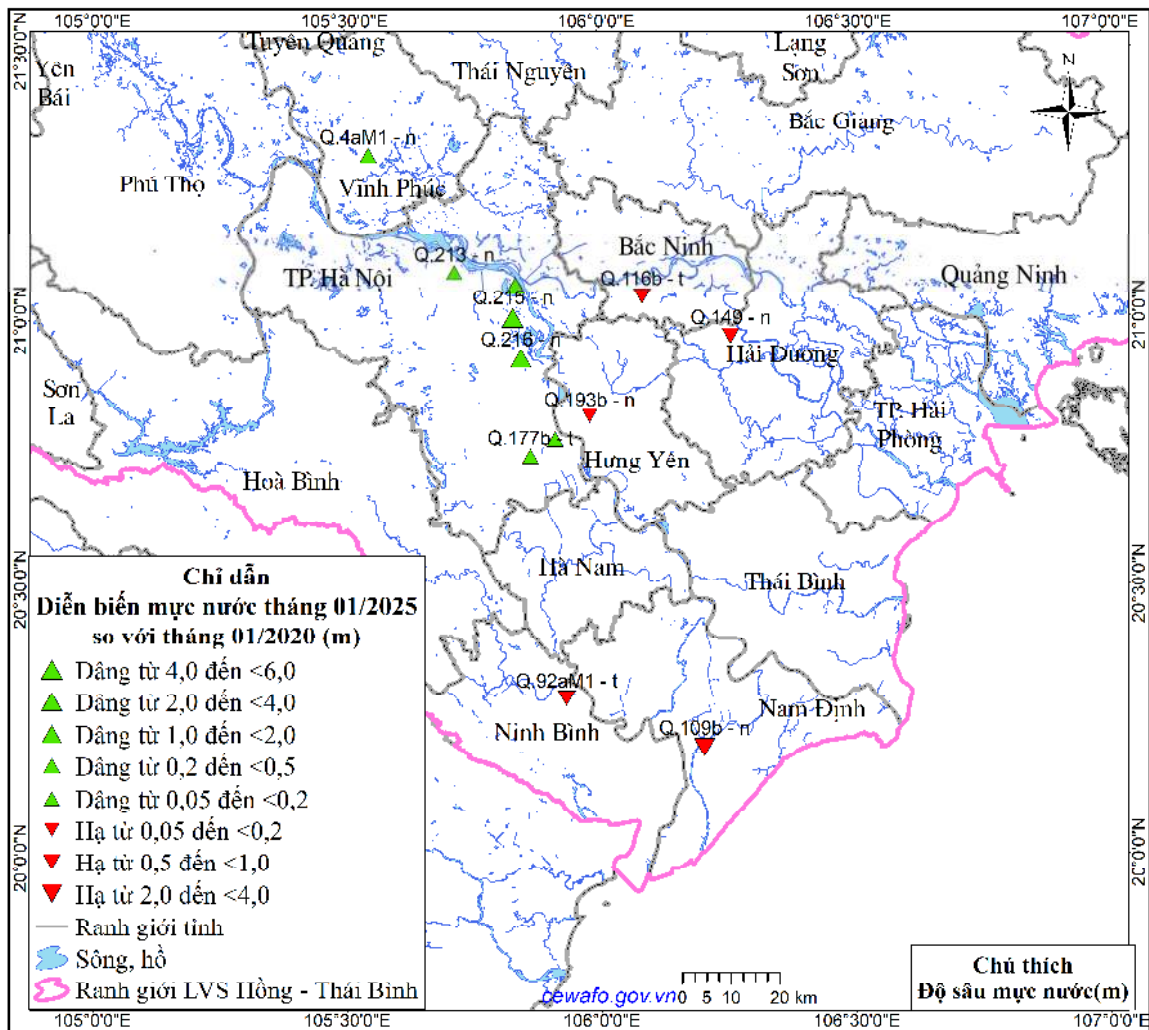 105°0'0"E 105°30'0"E 106°0'0"E 106°30'0"E 107°0'0"E
21°30'0"N
21°30'0"N
Tuyên Quang
Lạng
Sơn
Yên
Bái
Thái Nguyên
N
Bắc Giang
Q.4aM1 - n
Phú Thọ
Vĩnh Phúc
Bắc Ninh
Q.213 - n
TP. Hà Nội
Q.116b - t
Quảng Ninh
Q.215 - n
21°0'0"N
21°0'0"N
Q.149 - n
Q.216 - n
Hải Dương
Sơn
La
Q.193b - n
TP. Hải
Phòng
Q.177b - t
Hưng Yên
Hoà Bình
Hà Nam
Thái Bình
20°30'0"N
20°30'0"N
Chỉ dẫn
Diễn biến mực nước tháng 01/2025
so với tháng 01/2020 (m)
Dâng từ 4,0 đến <6,0
Dâng từ 2,0 đến <4,0
Dâng từ 1,0 đến <2,0
Dâng từ 0,2 đến <0,5
Dâng từ 0,05 đến <0,2
Hạ từ 0,05 đến <0,2
Hạ từ 0,5 đến <1,0
Hạ từ 2,0 đến <4,0
Ranh giới tỉnh
Sông, hồ
Ranh giới LVS Hồng - Thái Bình
Q.92aM1 - t
Ninh Bình
Nam Định
Q.109b - n
20°0'0"N
20°0'0"N
cewafo.gov.vn
0 5 10 20 km
Chú thích
Độ sâu mực nước(m)
105°0'0"E 105°30'0"E 106°0'0"E 106°30'0"E 107°0'0"E